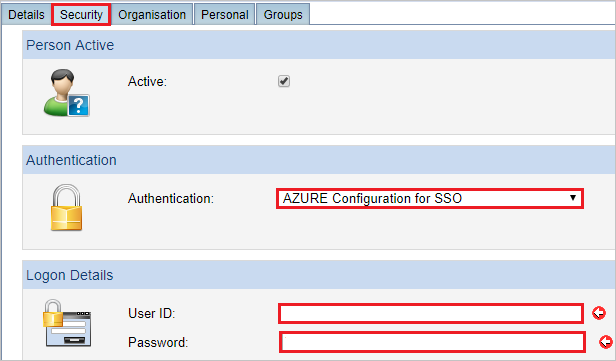 Details Security Organisation Personal Groups
Person Active
Active:
?
Authentication
Authentication: AZURE Configuration for SSO
Logon Details
User ID:
Password: